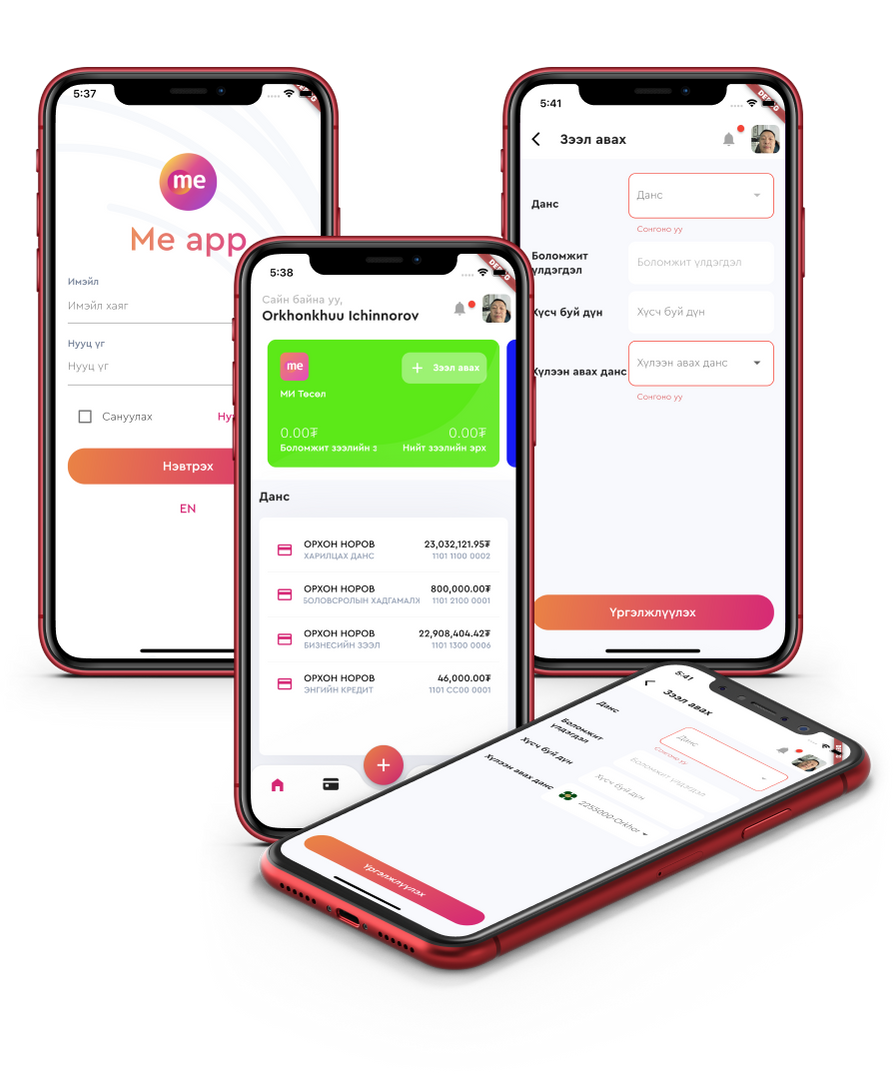 5:37
me
Me app
Имэйл
Имэйл хаяг
Нууц үг
Нууц үг
Сануулах
Нэвтрэх
EN
5:38
Сайн байна уу,
Orkhonkhuu Ichinnorov
me
+ Зээл авах
МИ Төсөл
0.00₮ 0.00₮
Боломжит зээлийн э Нийт зээлийн эрх
Данс
ОРХОН НОРОВ 23,032,121.95₮
ХАРИЛЦАХ ДАНС 1101 1100 0002
ОРХОН НОРОВ 800,000.00₮
БОЛОВСРОЛЫН ХАДГАМАЛЖ 1101 2100 0001
ОРХОН НОРОВ 22,908,404.42₮
БИЗНЕСИЙН ЗЭЭЛ 1101 1300 0006
ОРХОН НОРОВ 46,000.00₮
ЭНГИЙН КРЕДИТ 1101 CC00 0001
+
5:41
Зээл авах
Данс Данс
Сонгоно уу
Боломжит
үлдэгдэл
Боломжит үлдэгдэл
Хүсч буй дүн Хүсч буй дүн
Хүлээн авах данс Хүлээн авах данс
Сонгоно уу
Үргэлжлүүлэх
5:41
Зээл авах
Данс Данс
Сонгоно уу
Боломжит
үлдэгдэл
Боломжит үлдэгдэл
Хүсч буй дүн Хүсч буй дүн
Хүлээн авах данс 2255000-Orkhor
Үргэлжлүүлэх